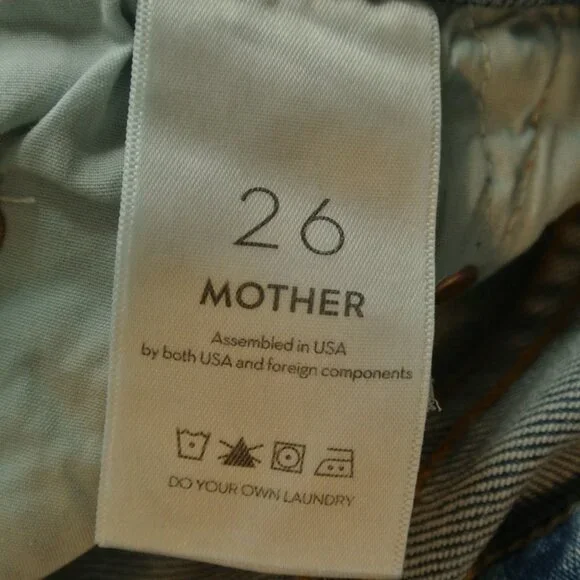 26
MOTHER
Assembled in USA
by both USA and foreign components
DO YOUR OWN LAUNDRY